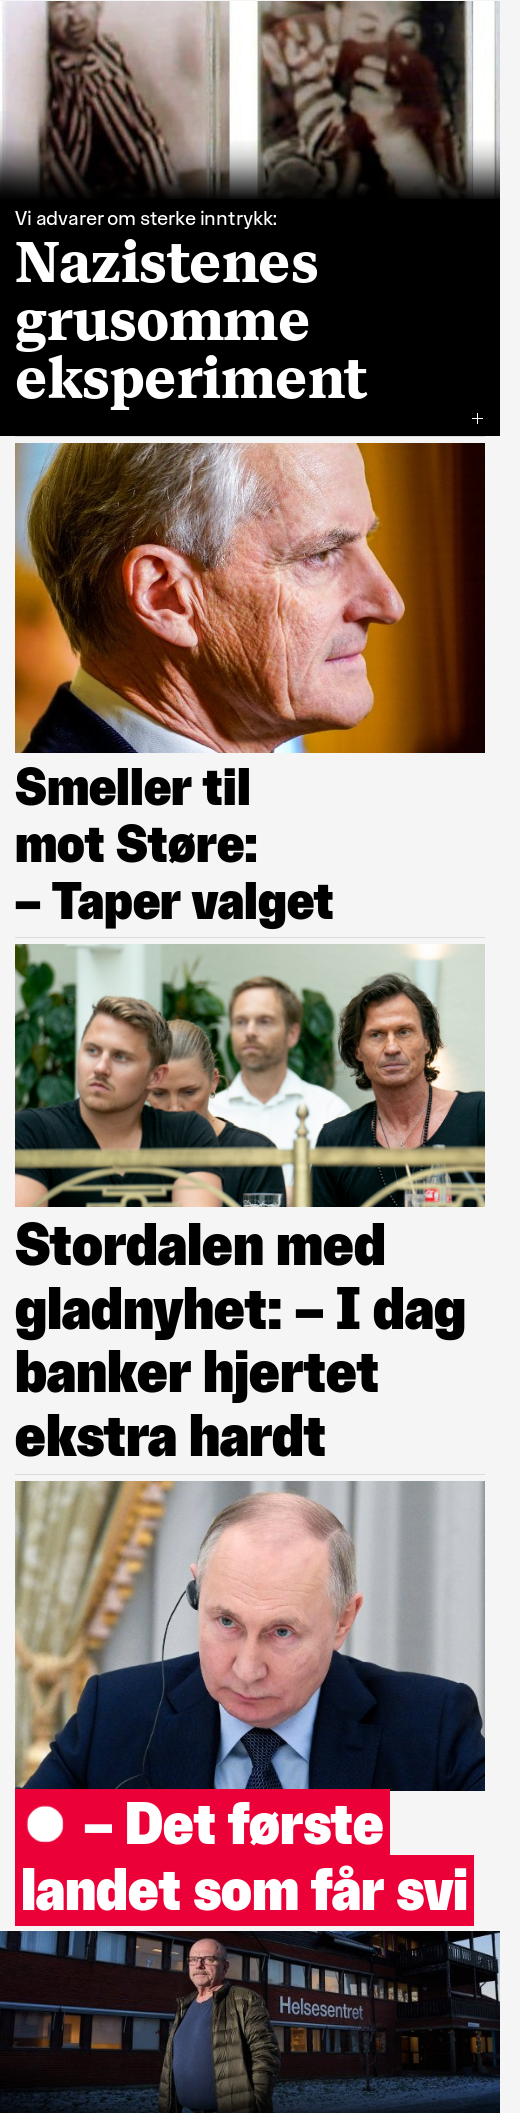 Vi advarer om sterke inntrykk:
Nazistenes
grusomme
eksperiment
+
Smeller til
mot Støre:
– Taper valget
Stordalen med
gladnyhet: – I dag
banker hjertet
ekstra hardt
– Det første
landet som får svi
Helsesentret